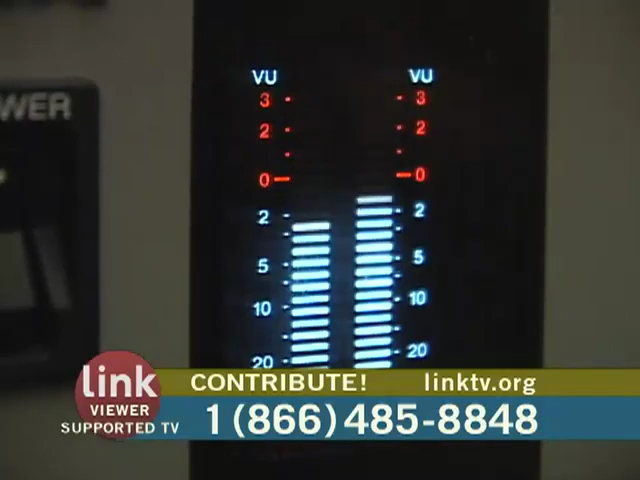 WER
VU VU
3 3
2 2
0 0
2 2
5 5
10 10
20 20
link
VIEWER
SUPPORTED TV
CONTRIBUTE! linktv.org
1 (866) 485-8848